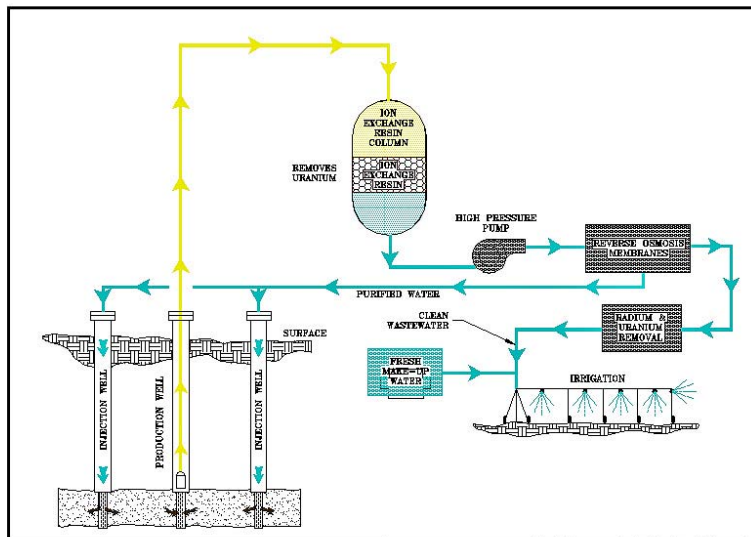 ION
EXCHANGE
RESIN
COLUMN
REMOVES
URANIUM
ION
EXCHANGE
RESIN
HIGH PRESSURE
PUMP
REVERSE OSMOSIS
MEMBRANES
PURIFIED WATER
CLEAN
WASTEWATER
RADIUM &
URANIUM
REMOVAL
SURFACE
FRESH
MAKE-UP
WATER
IRRIGATION
INJECTION WELL
PRODUCTION WELL
INJECTION WELL